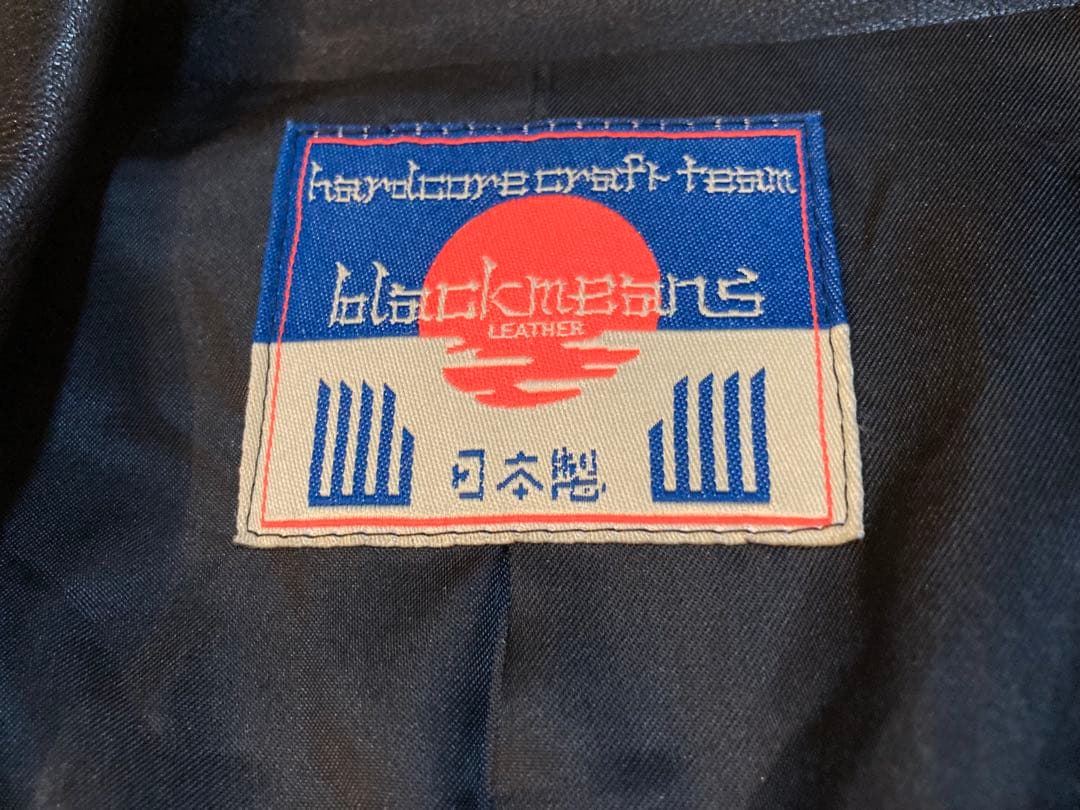 hardcore craft team
blackmeans
LEATHER
日本製